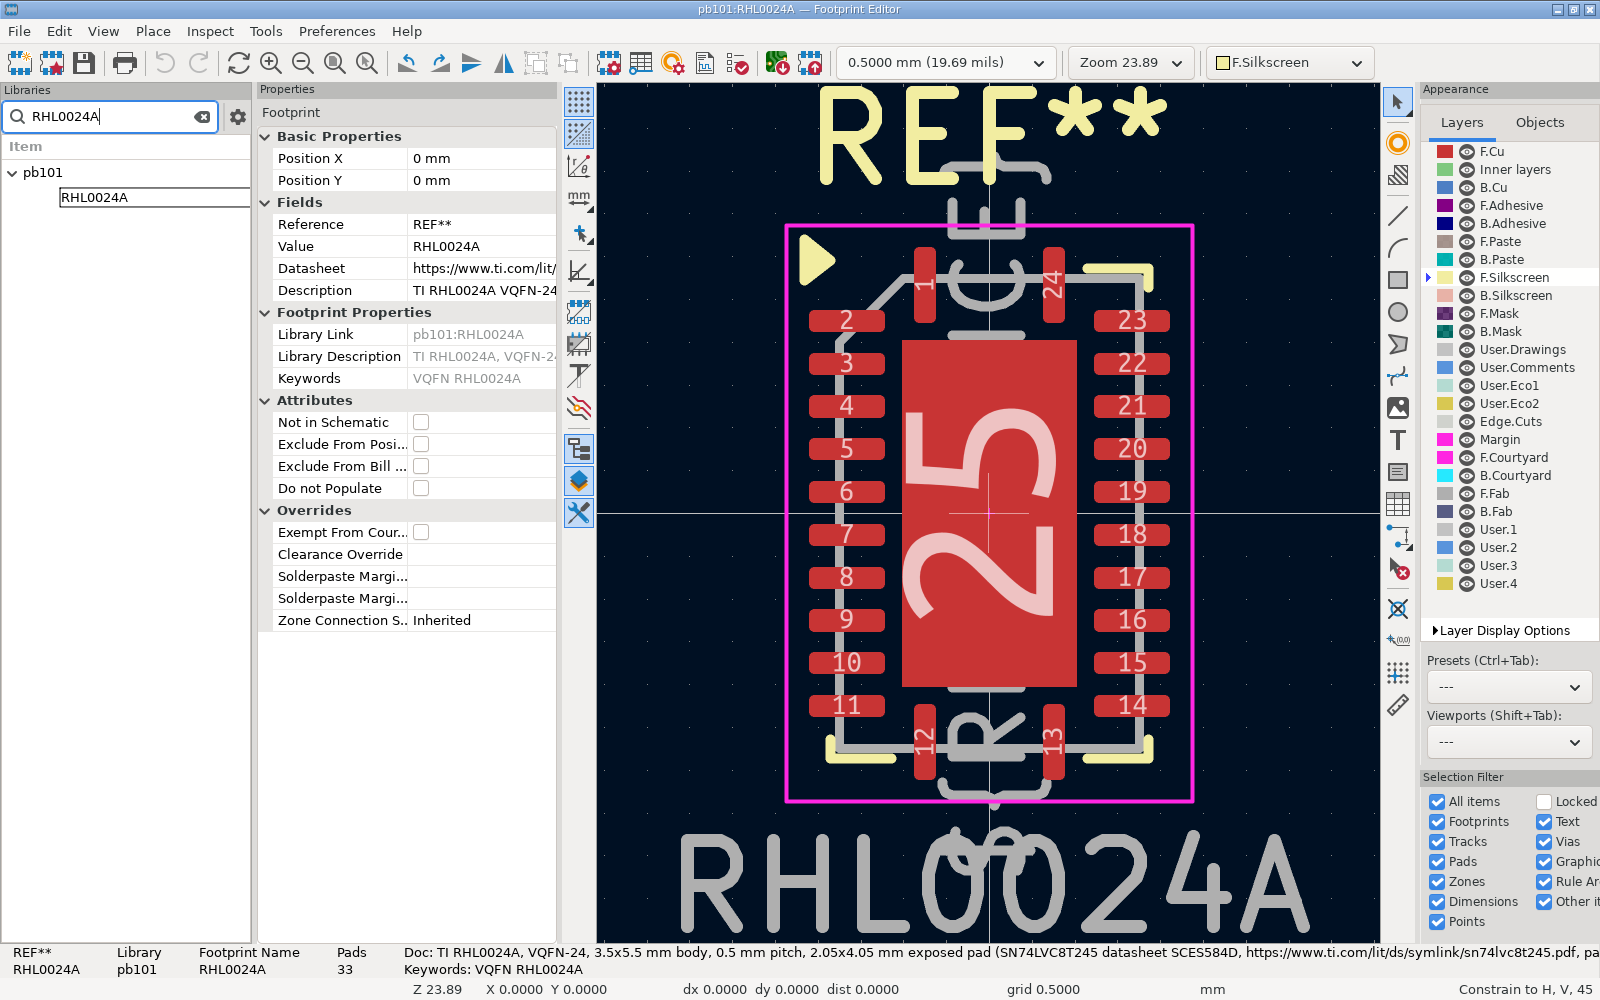 pb101:RHL0024A — Footprint Editor
File Edit View Place Inspect Tools Preferences Help
0.5000 mm (19.69 mils)
Zoom 23.89
F.Silkscreen
Libraries
RHL0024A
Item
pb101
RHL0024A
Properties
Footprint
Basic Properties
Position X 0 mm
Position Y 0 mm
Fields
Reference REF**
Value RHL0024A
Datasheet https://www.ti.com/lit/
Description TI RHL0024A VQFN-24
Footprint Properties
Library Link pb101:RHL0024A
Library Description TI RHL0024A, VQFN-24
Keywords VQFN RHL0024A
Attributes
Not in Schematic
Exclude From Posi...
Exclude From Bill ...
Do not Populate
Overrides
Exempt From Cour...
Clearance Override
Solderpaste Margi...
Solderpaste Margi...
Zone Connection S... Inherited
mm
REF**
1 24
2 23
3 22
4 21
5 20
6 19
7 18
8 17
9 16
10 15
11 14
12 13
25
RHL0024A
Appearance
Layers Objects
F.Cu
Inner layers
B.Cu
F.Adhesive
B.Adhesive
F.Paste
B.Paste
F.Silkscreen
B.Silkscreen
F.Mask
B.Mask
User.Drawings
User.Comments
User.Eco1
User.Eco2
Edge.Cuts
Margin
F.Courtyard
B.Courtyard
F.Fab
B.Fab
User.1
User.2
User.3
User.4
Layer Display Options
Presets (Ctrl+Tab):
---
Viewports (Shift+Tab):
---
Selection Filter
All items Locked
Footprints Text
Tracks Vias
Pads Graphic
Zones Rule Ar
Dimensions Other it
Points
REF** Library Footprint Name Pads Doc: TI RHL0024A, VQFN-24, 3.5x5.5 mm body, 0.5 mm pitch, 2.05x4.05 mm exposed pad (SN74LVC8T245 datasheet SCES584D, https://www.ti.com/lit/ds/symlink/sn74lvc8t245.pdf, pa
RHL0024A pb101 RHL0024A 33 Keywords: VQFN RHL0024A
Z 23.89 X 0.0000 Y 0.0000 dx 0.0000 dy 0.0000 dist 0.0000 grid 0.5000 mm Constrain to H, V, 45